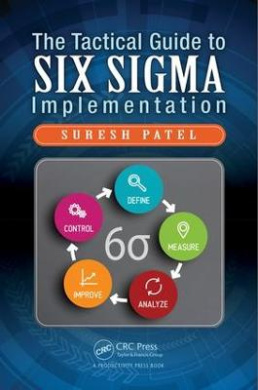 The Tactical Guide to
SIX SIGMA
Implementation
SURESH PATEL
DEFINE
CONTROL
6σ
MEASURE
IMPROVE
ANALYZE
CRC
CRC Press
Taylor & Francis Group
A PRODUCTIVITY PRESS BOOK